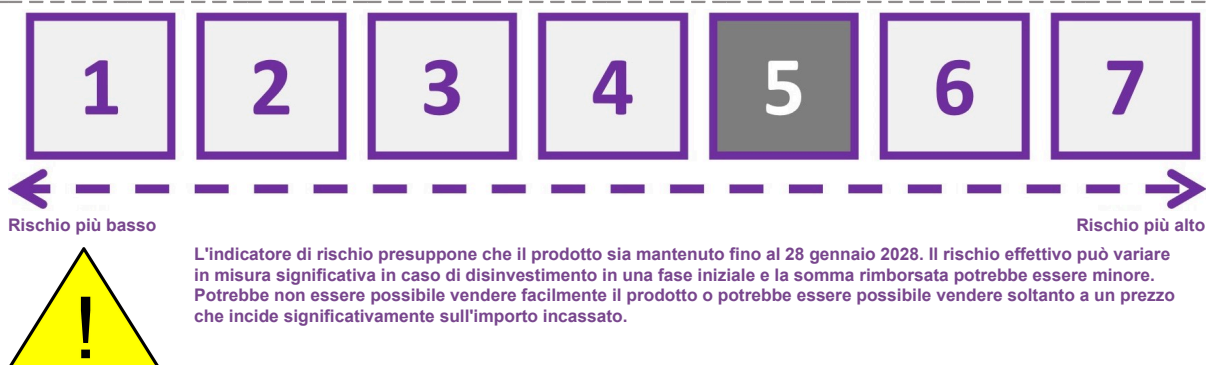 1 2 3 4 5 6 7
Rischio più basso Rischio più alto
L'indicatore di rischio presuppone che il prodotto sia mantenuto fino al 28 gennaio 2028. Il rischio effettivo può variare
in misura significativa in caso di disinvestimento in una fase iniziale e la somma rimborsata potrebbe essere minore.
Potrebbe non essere possibile vendere facilmente il prodotto o potrebbe essere possibile vendere soltanto a un prezzo
che incide significativamente sull'importo incassato.
!